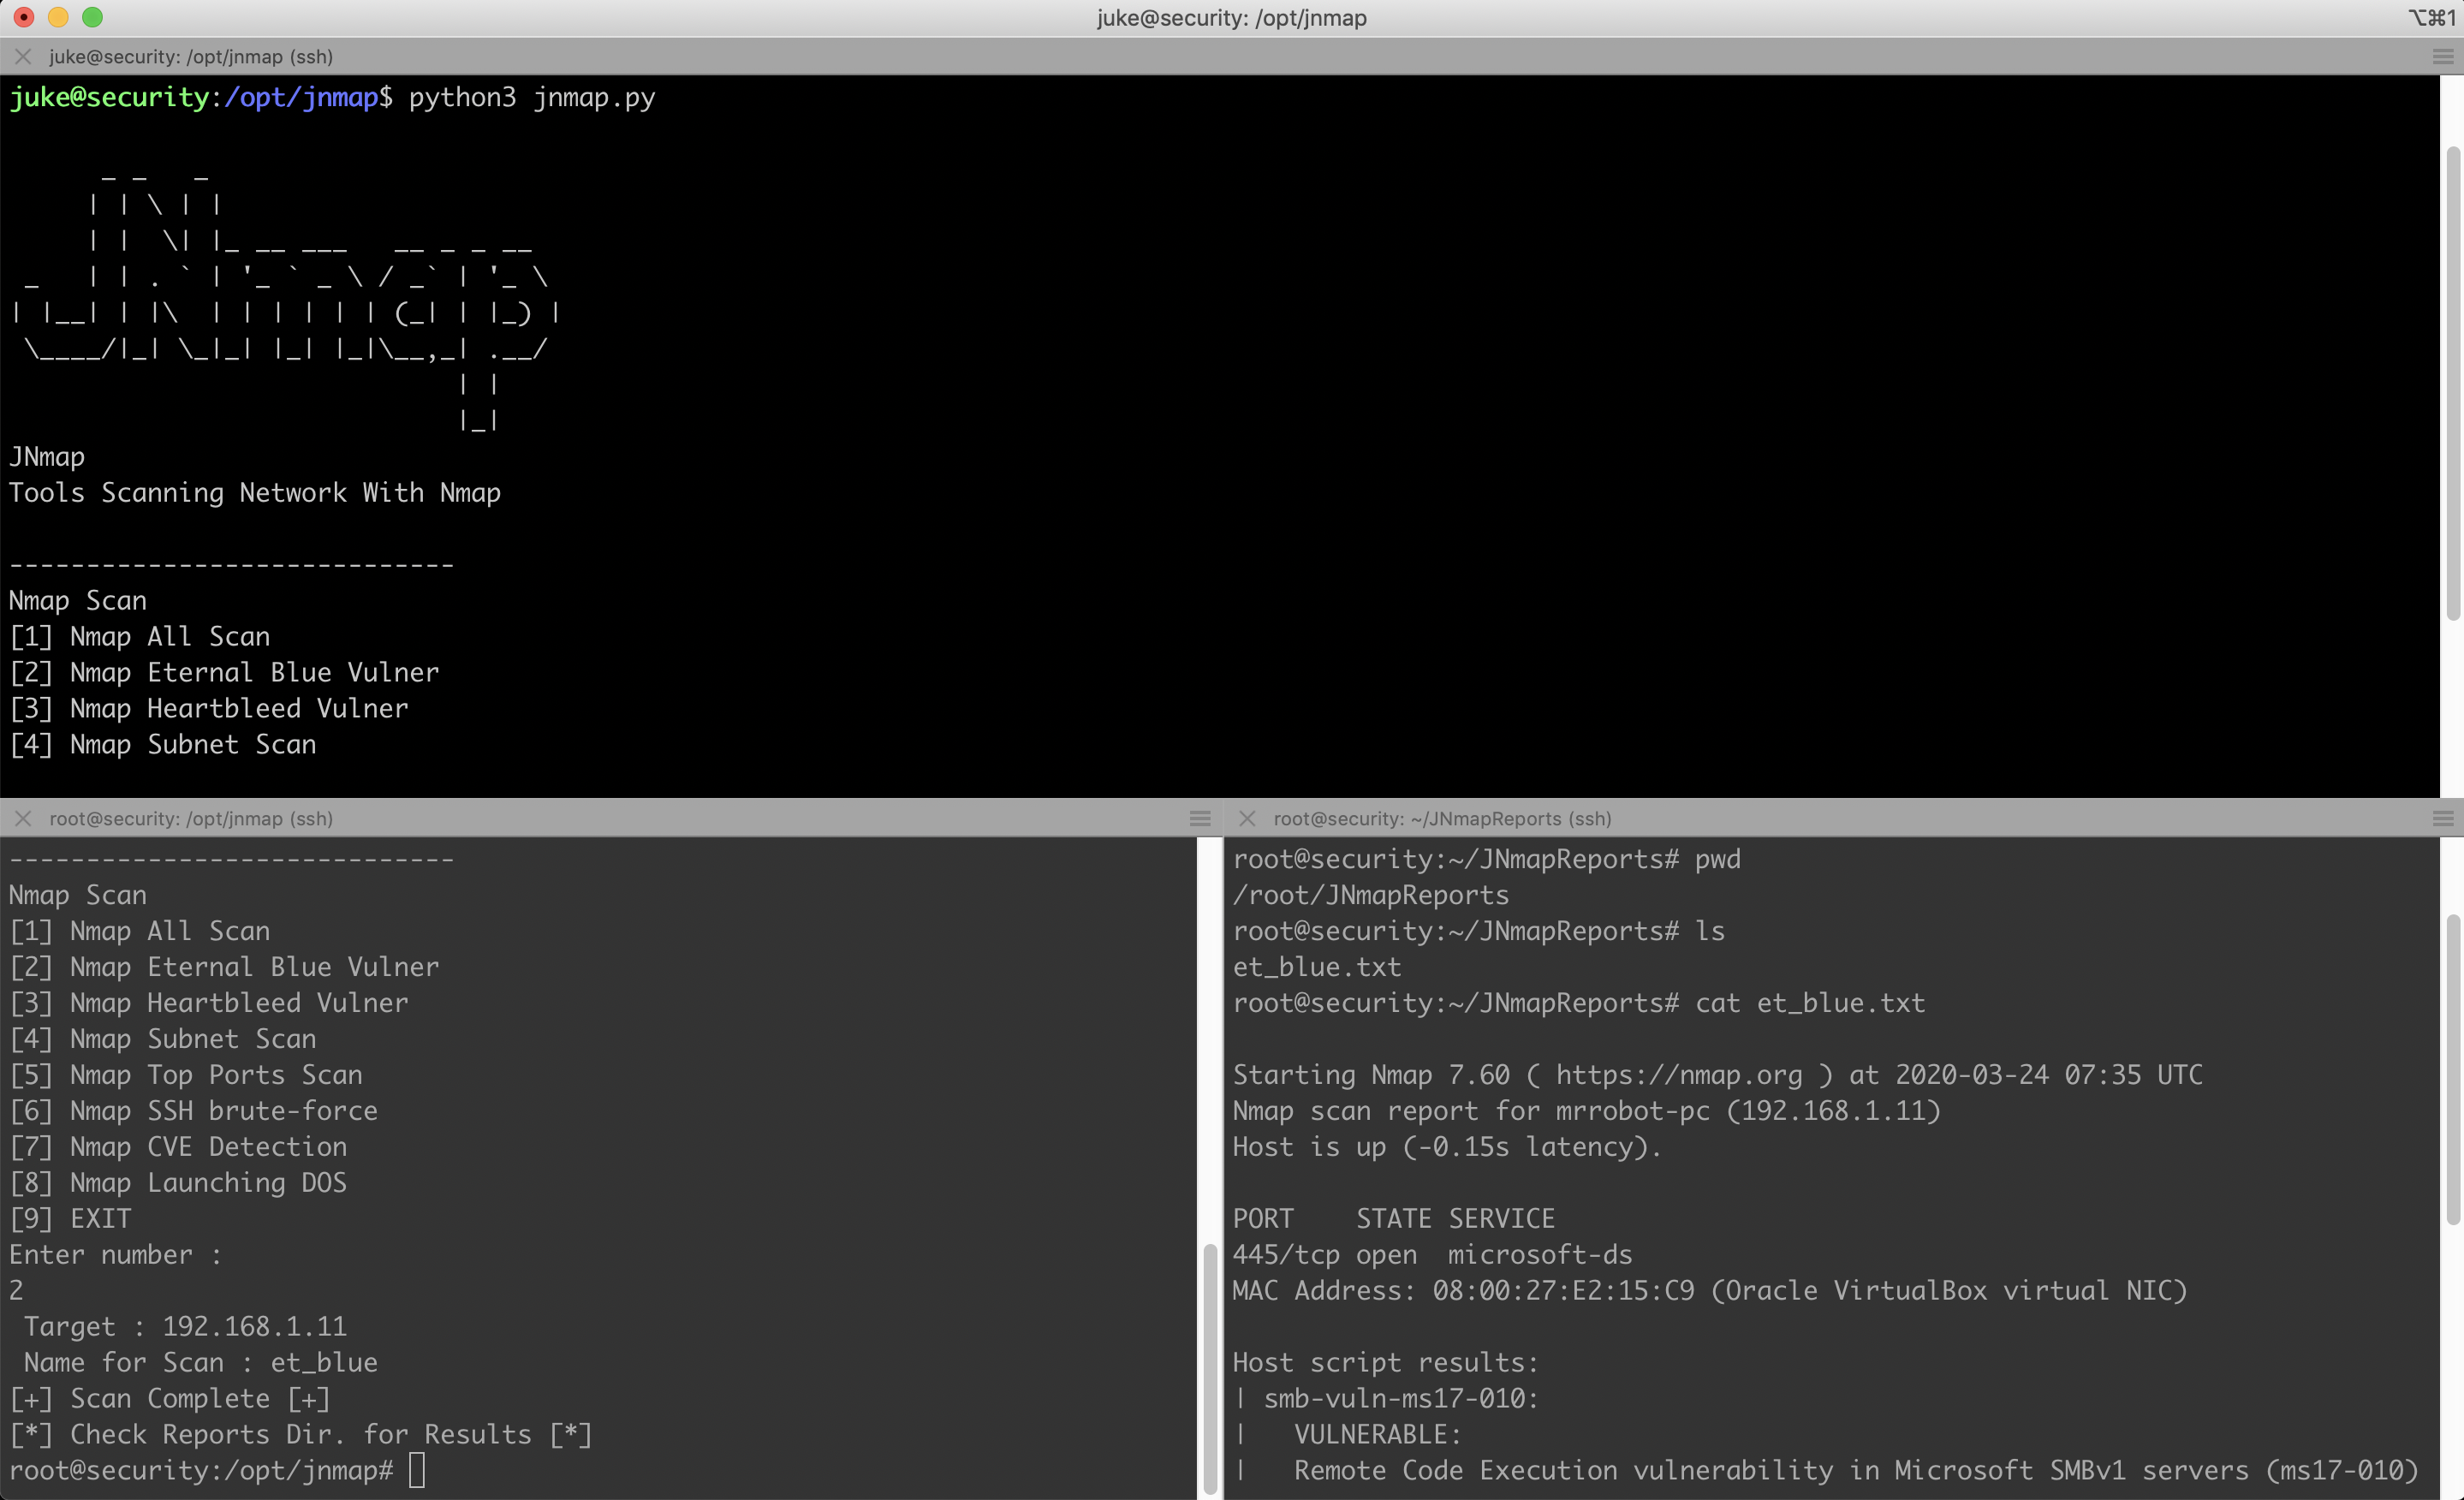 juke@security: /opt/jnmap
⌥⌘1
juke@security: /opt/jnmap (ssh)
juke@security:/opt/jnmap$ python3 jnmap.py
      _ _   _
     | | \ | |
     | |  \| |_ __ ___   __ _ _ __
 _   | | . ` | '_ ` _ \ / _` | '_ \
| |__| | |\  | | | | | | (_| | |_) |
 \____/|_| \_|_| |_| |_|\__,_| .__/
                             | |
                             |_|
JNmap
Tools Scanning Network With Nmap
-----------------------------
Nmap Scan
[1] Nmap All Scan
[2] Nmap Eternal Blue Vulner
[3] Nmap Heartbleed Vulner
[4] Nmap Subnet Scan
root@security: /opt/jnmap (ssh)
-----------------------------
Nmap Scan
[1] Nmap All Scan
[2] Nmap Eternal Blue Vulner
[3] Nmap Heartbleed Vulner
[4] Nmap Subnet Scan
[5] Nmap Top Ports Scan
[6] Nmap SSH brute-force
[7] Nmap CVE Detection
[8] Nmap Launching DOS
[9] EXIT
Enter number :
2
 Target : 192.168.1.11
 Name for Scan : et_blue
[+] Scan Complete [+]
[*] Check Reports Dir. for Results [*]
root@security:/opt/jnmap#
root@security: ~/JNmapReports (ssh)
root@security:~/JNmapReports# pwd
/root/JNmapReports
root@security:~/JNmapReports# ls
et_blue.txt
root@security:~/JNmapReports# cat et_blue.txt
Starting Nmap 7.60 ( https://nmap.org ) at 2020-03-24 07:35 UTC
Nmap scan report for mrrobot-pc (192.168.1.11)
Host is up (-0.15s latency).
PORT    STATE SERVICE
445/tcp open  microsoft-ds
MAC Address: 08:00:27:E2:15:C9 (Oracle VirtualBox virtual NIC)
Host script results:
| smb-vuln-ms17-010:
|   VULNERABLE:
|   Remote Code Execution vulnerability in Microsoft SMBv1 servers (ms17-010)